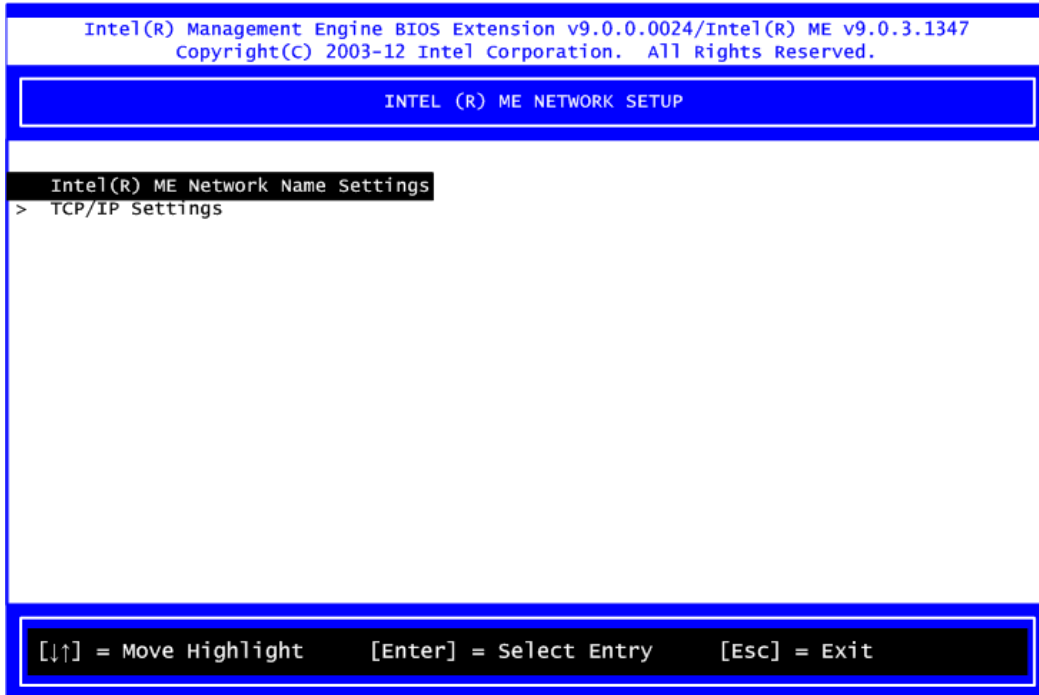 Intel(R) Management Engine BIOS Extension v9.0.0.0024/Intel(R) ME v9.0.3.1347
Copyright(C) 2003-12 Intel Corporation.  All Rights Reserved.
INTEL (R) ME NETWORK SETUP
Intel(R) ME Network Name Settings
> TCP/IP Settings
[↓↑] = Move Highlight [Enter] = Select Entry [Esc] = Exit